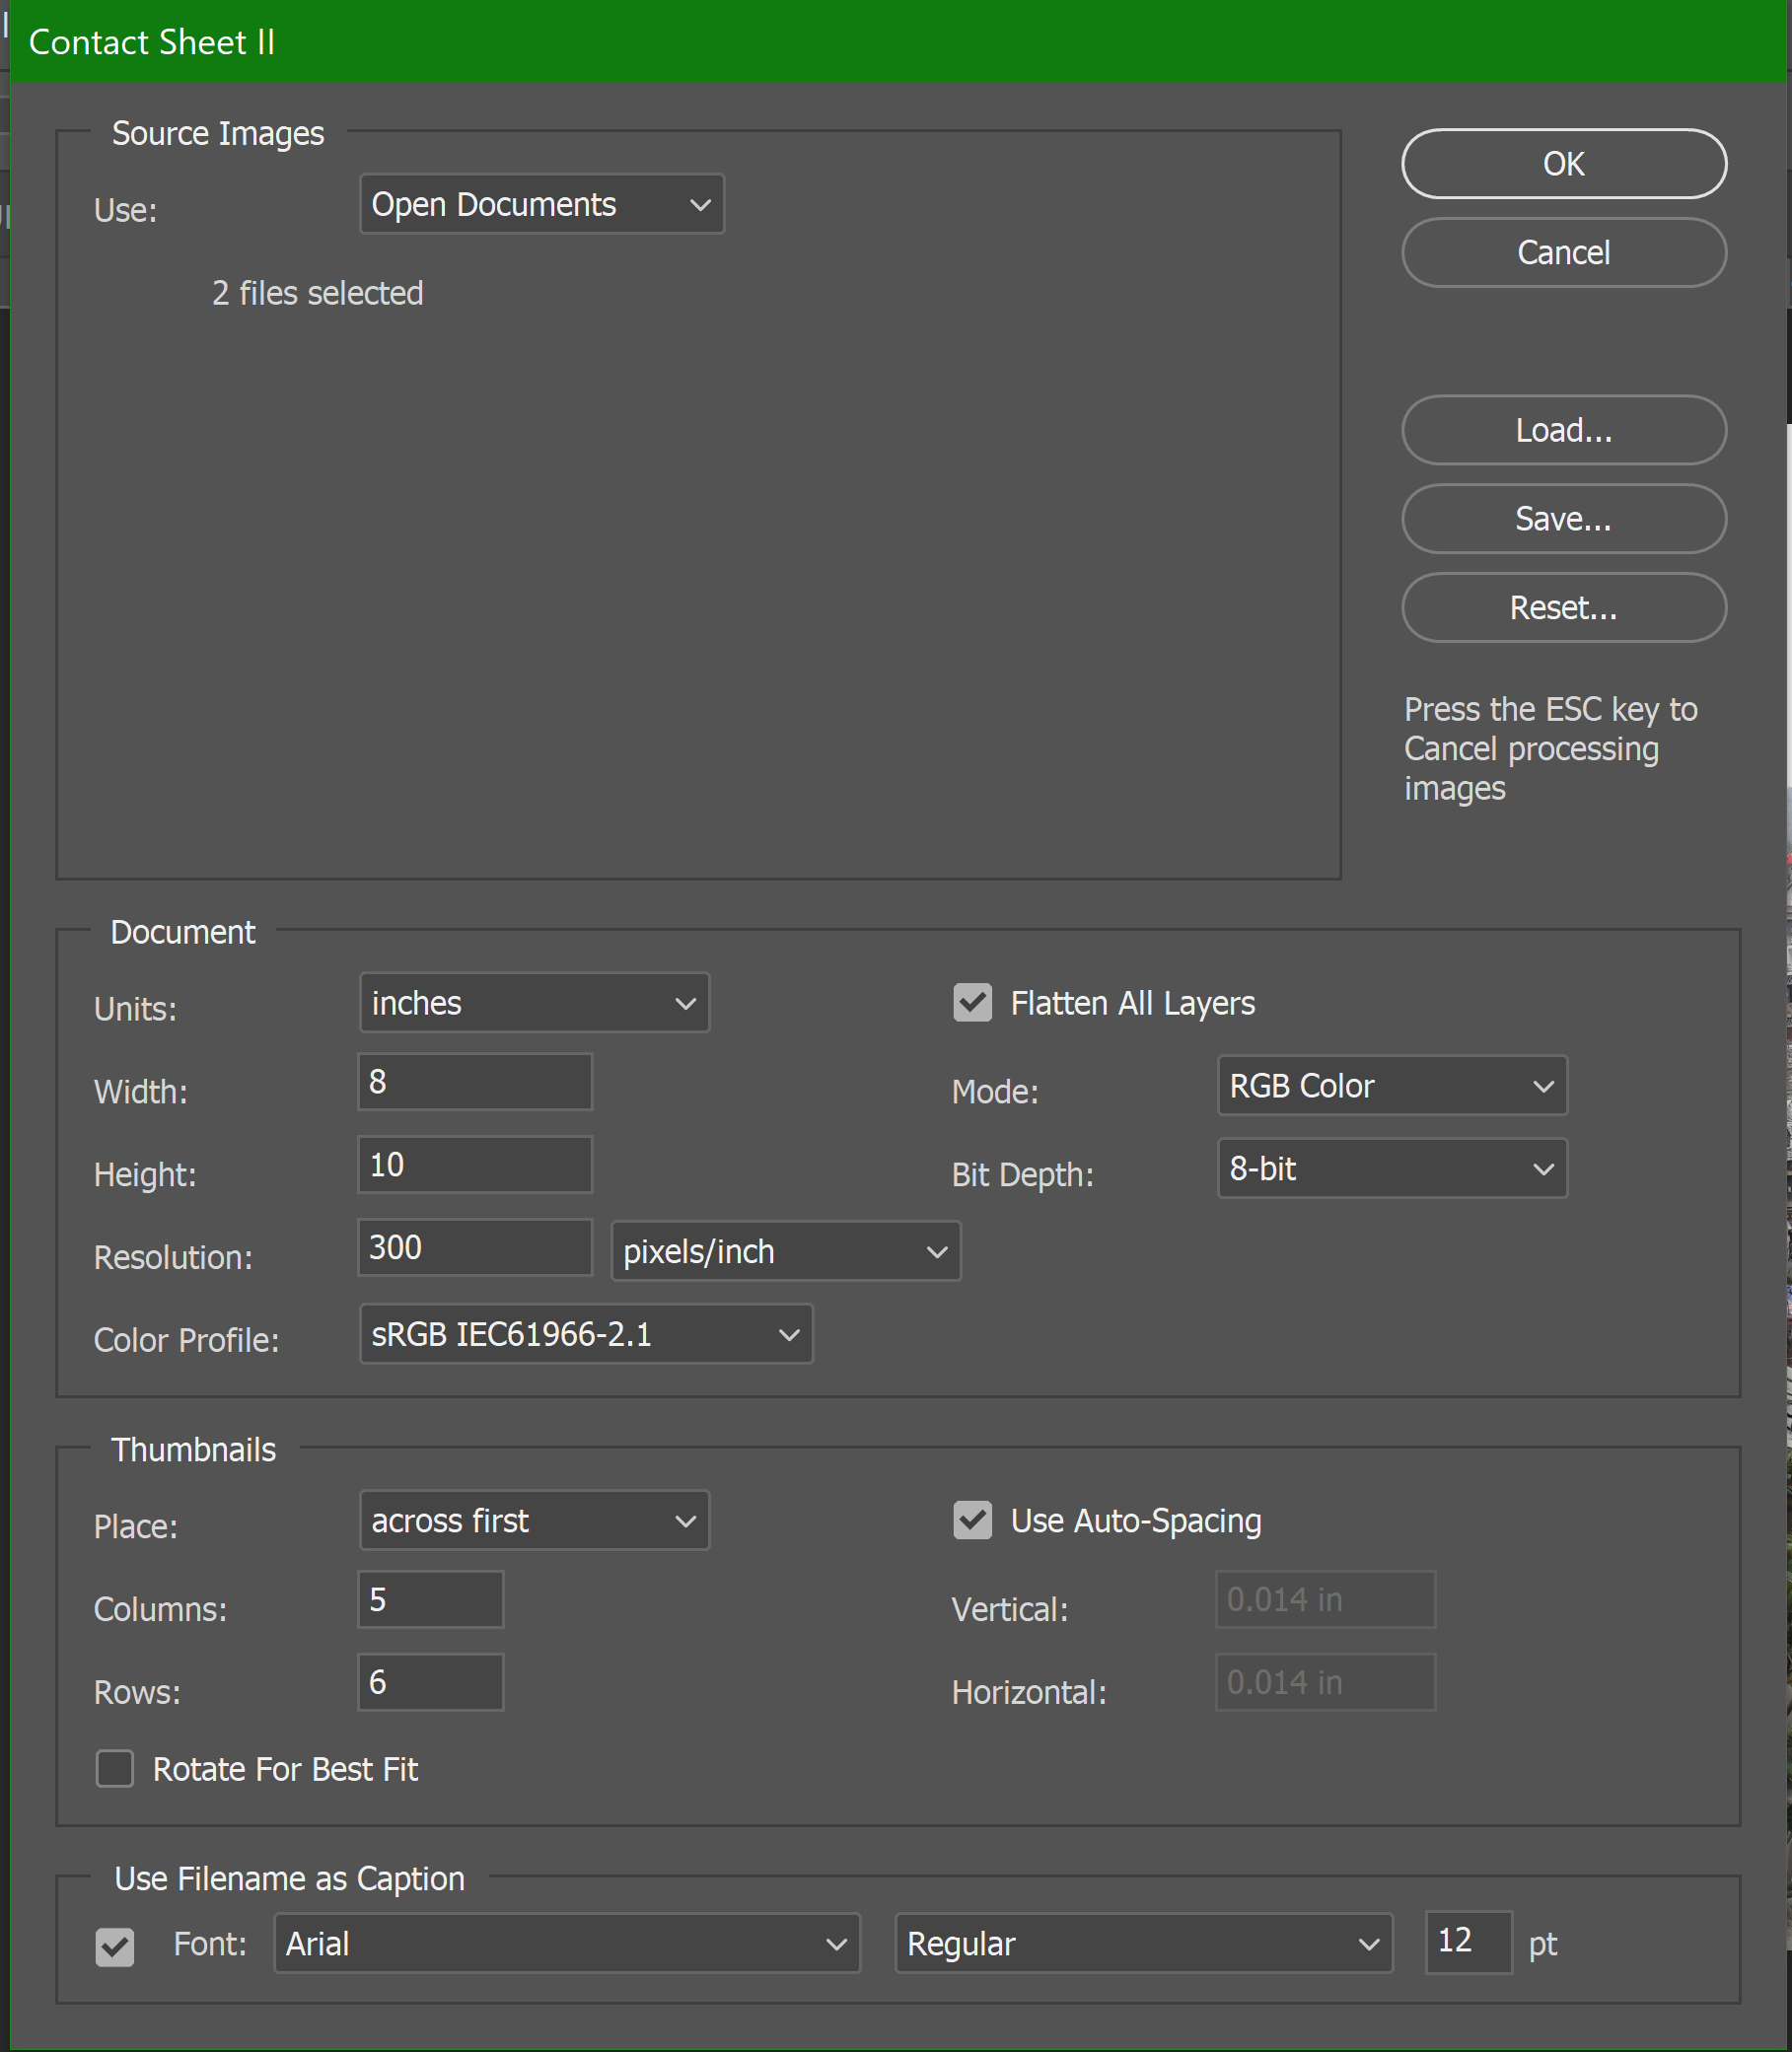 Contact Sheet II
Source Images
Use: Open Documents
2 files selected
OK
Cancel
Load...
Save...
Reset...
Press the ESC key to
Cancel processing
images
Document
Units: inches
Flatten All Layers
Width: 8
Mode: RGB Color
Height: 10
Bit Depth: 8-bit
Resolution: 300 pixels/inch
Color Profile: sRGB IEC61966-2.1
Thumbnails
Place: across first
Use Auto-Spacing
Columns: 5
Vertical: 0.014 in
Rows: 6
Horizontal: 0.014 in
Rotate For Best Fit
Use Filename as Caption
Font: Arial Regular 12 pt